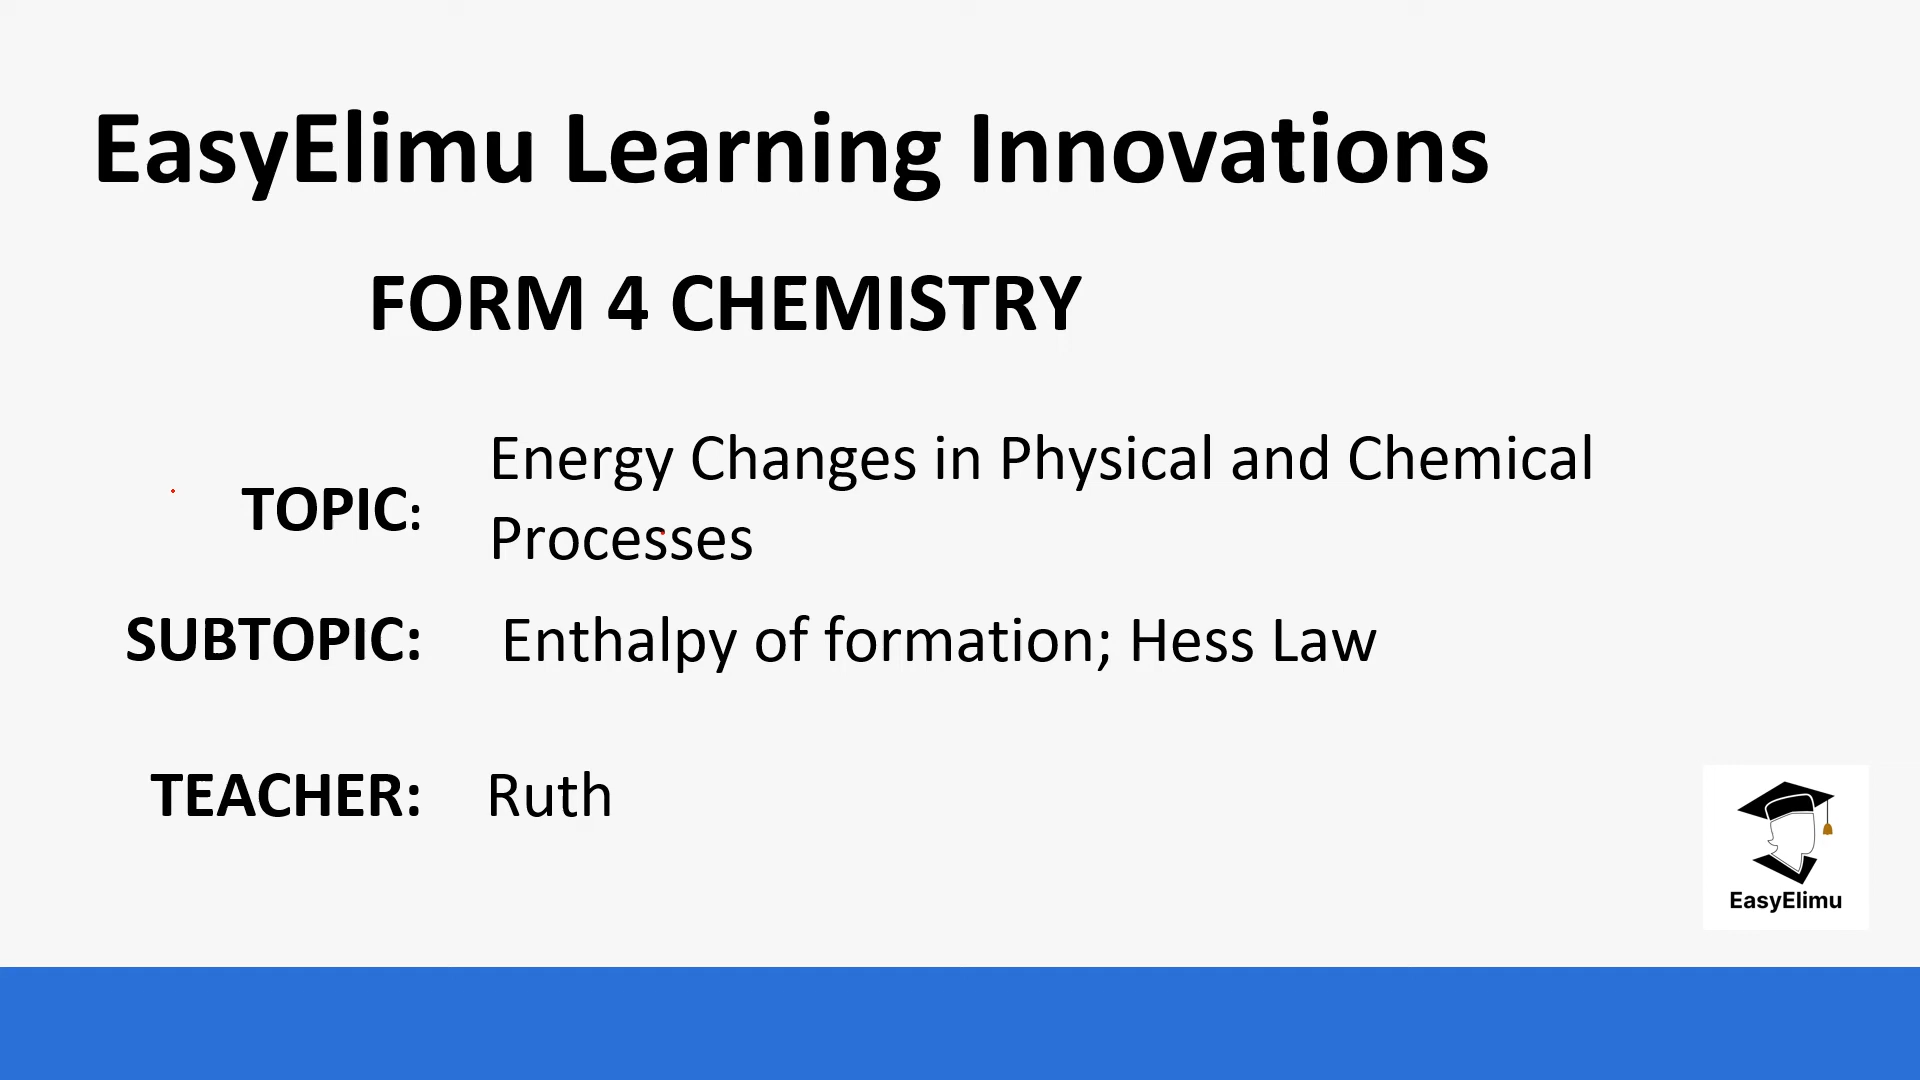 EasyElimu Learning Innovations
FORM 4 CHEMISTRY
TOPIC: Energy Changes in Physical and Chemical
Processes
SUBTOPIC: Enthalpy of formation; Hess Law
TEACHER: Ruth
EasyElimu